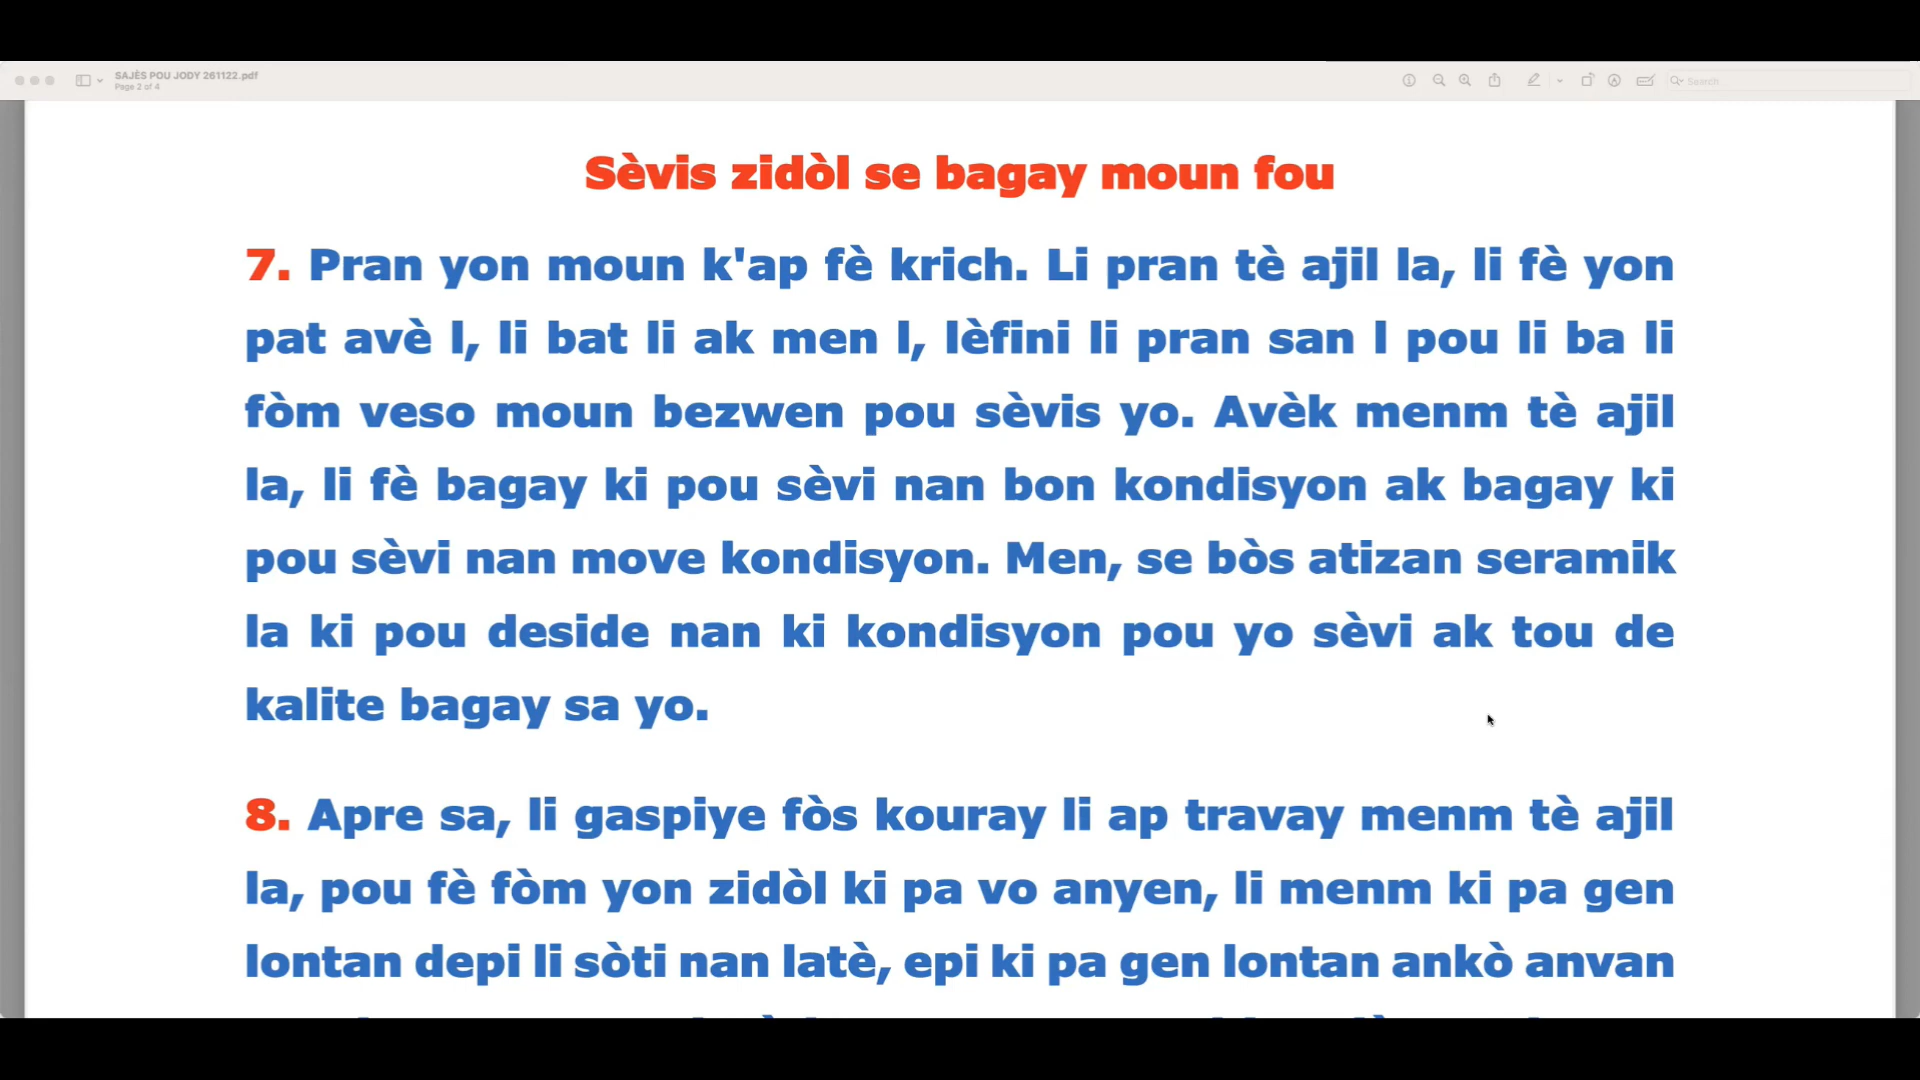 SAJÈS POU JODY 261122.pdf
Page 2 of 4
Search
Sèvis zidòl se bagay moun fou
7. Pran yon moun k'ap fè krich. Li pran tè ajil la, li fè yon
pat avè l, li bat li ak men l, lèfini li pran san l pou li ba li
fòm veso moun bezwen pou sèvis yo. Avèk menm tè ajil
la, li fè bagay ki pou sèvi nan bon kondisyon ak bagay ki
pou sèvi nan move kondisyon. Men, se bòs atizan seramik
la ki pou deside nan ki kondisyon pou yo sèvi ak tou de
kalite bagay sa yo.
8. Apre sa, li gaspiye fòs kouray li ap travay menm tè ajil
la, pou fè fòm yon zidòl ki pa vo anyen, li menm ki pa gen
lontan depi li sòti nan latè, epi ki pa gen lontan ankò anvan